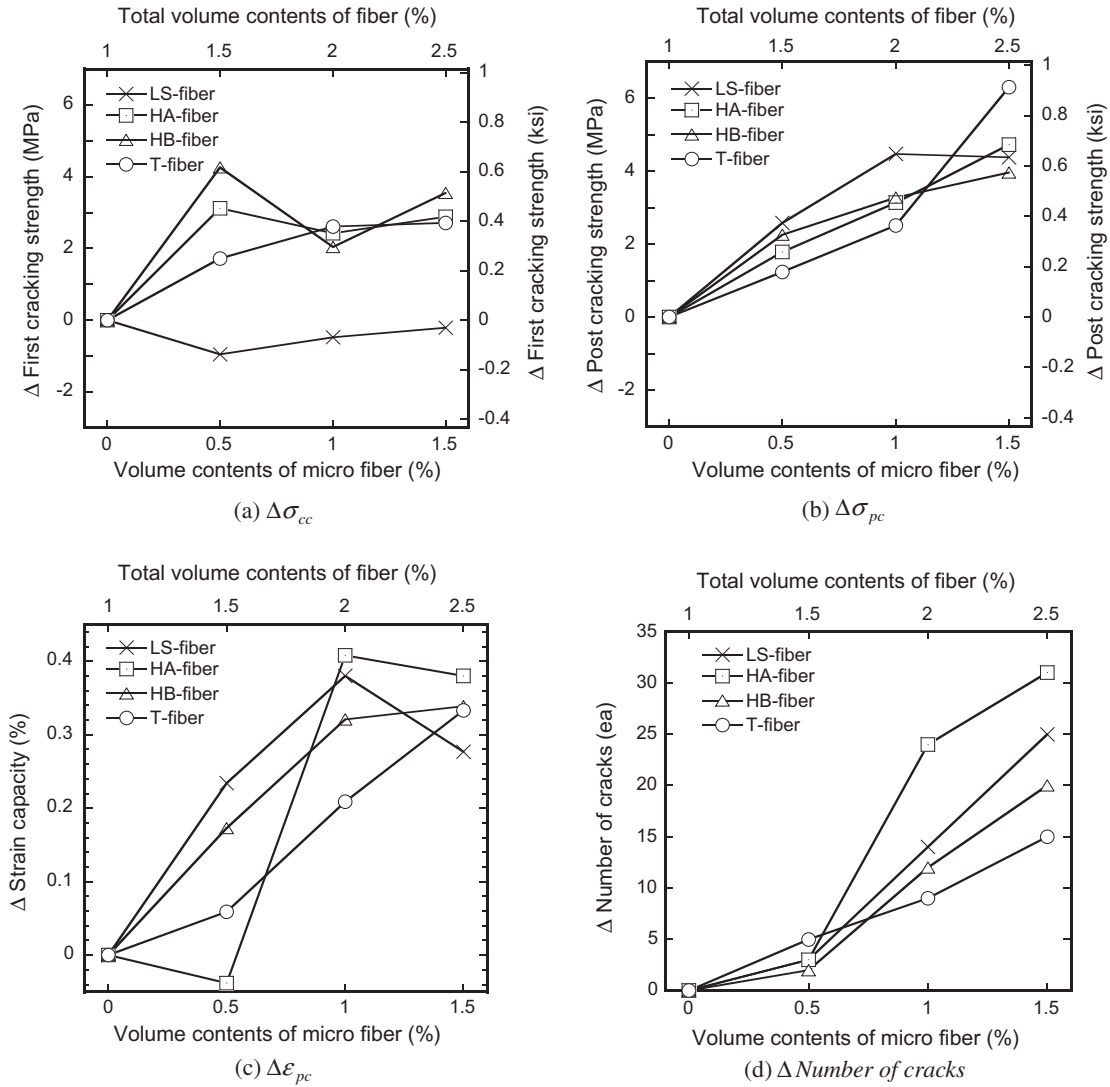 Total volume contents of fiber (%)
1 1.5 2 2.5
Δ First cracking strength (MPa)
6
4
2
0
-2
LS-fiber
HA-fiber
HB-fiber
T-fiber
1
0.8
0.6
0.4
0.2
0
-0.2
-0.4
Δ First cracking strength (ksi)
0 0.5 1 1.5
Volume contents of micro fiber (%)
(a) Δσcc
Total volume contents of fiber (%)
1 1.5 2 2.5
Δ Post cracking strength (MPa)
6
4
2
0
-2
LS-fiber
HA-fiber
HB-fiber
T-fiber
1
0.8
0.6
0.4
0.2
0
-0.2
-0.4
Δ Post cracking strength (ksi)
0 0.5 1 1.5
Volume contents of micro fiber (%)
(b) Δσpc
Total volume contents of fiber (%)
1 1.5 2 2.5
Δ Strain capacity (%)
0.4
0.3
0.2
0.1
0
LS-fiber
HA-fiber
HB-fiber
T-fiber
0 0.5 1 1.5
Volume contents of micro fiber (%)
(c) Δεpc
Total volume contents of fiber (%)
1 1.5 2 2.5
Δ Number of cracks (ea)
35
30
25
20
15
10
5
0
LS-fiber
HA-fiber
HB-fiber
T-fiber
0 0.5 1 1.5
Volume contents of micro fiber (%)
(d) Δ Number of cracks